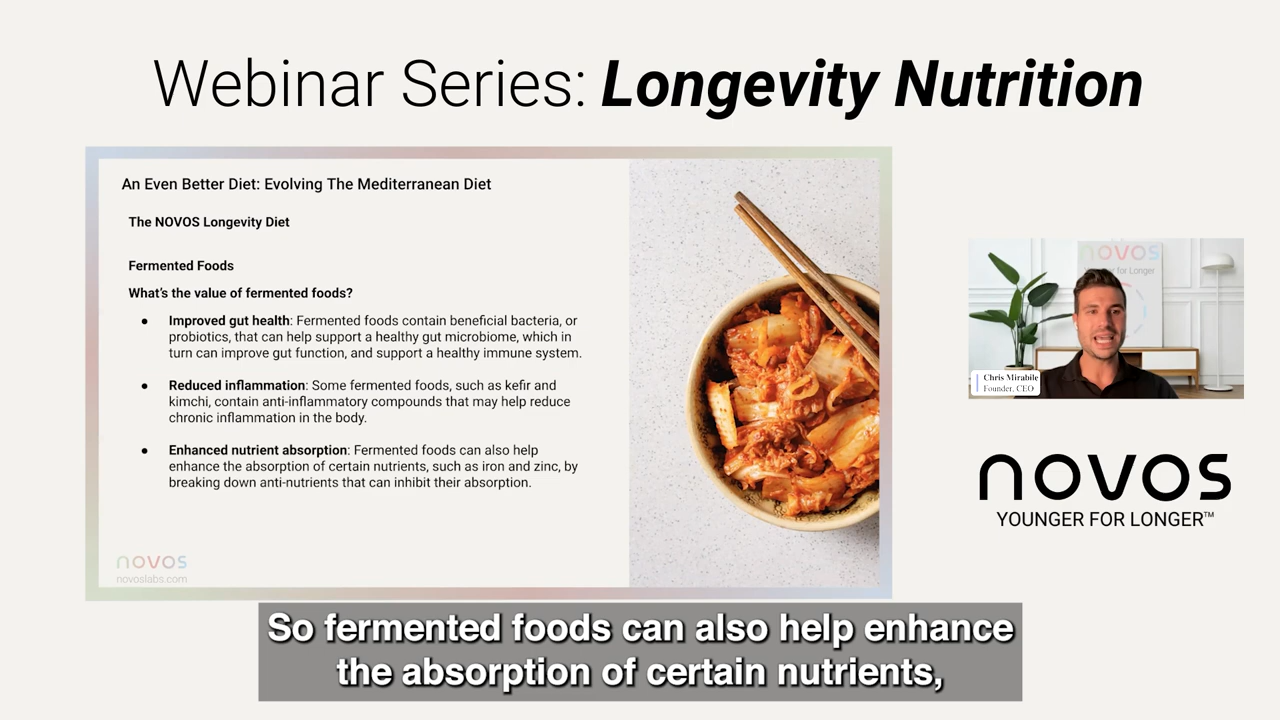 Webinar Series: Longevity Nutrition
An Even Better Diet: Evolving The Mediterranean Diet
The NOVOS Longevity Diet
Fermented Foods
What's the value of fermented foods?
● Improved gut health: Fermented foods contain beneficial bacteria, or
probiotics, that can help support a healthy gut microbiome, which in
turn can improve gut function, and support a healthy immune system.
● Reduced inflammation: Some fermented foods, such as kefir and
kimchi, contain anti-inflammatory compounds that may help reduce
chronic inflammation in the body.
● Enhanced nutrient absorption: Fermented foods can also help
enhance the absorption of certain nutrients, such as iron and zinc, by
breaking down anti-nutrients that can inhibit their absorption.
novos
novoslabs.com
novos
for Longer
Chris Mirabile
Founder, CEO
novos
YOUNGER FOR LONGER™
So fermented foods can also help enhance
the absorption of certain nutrients,